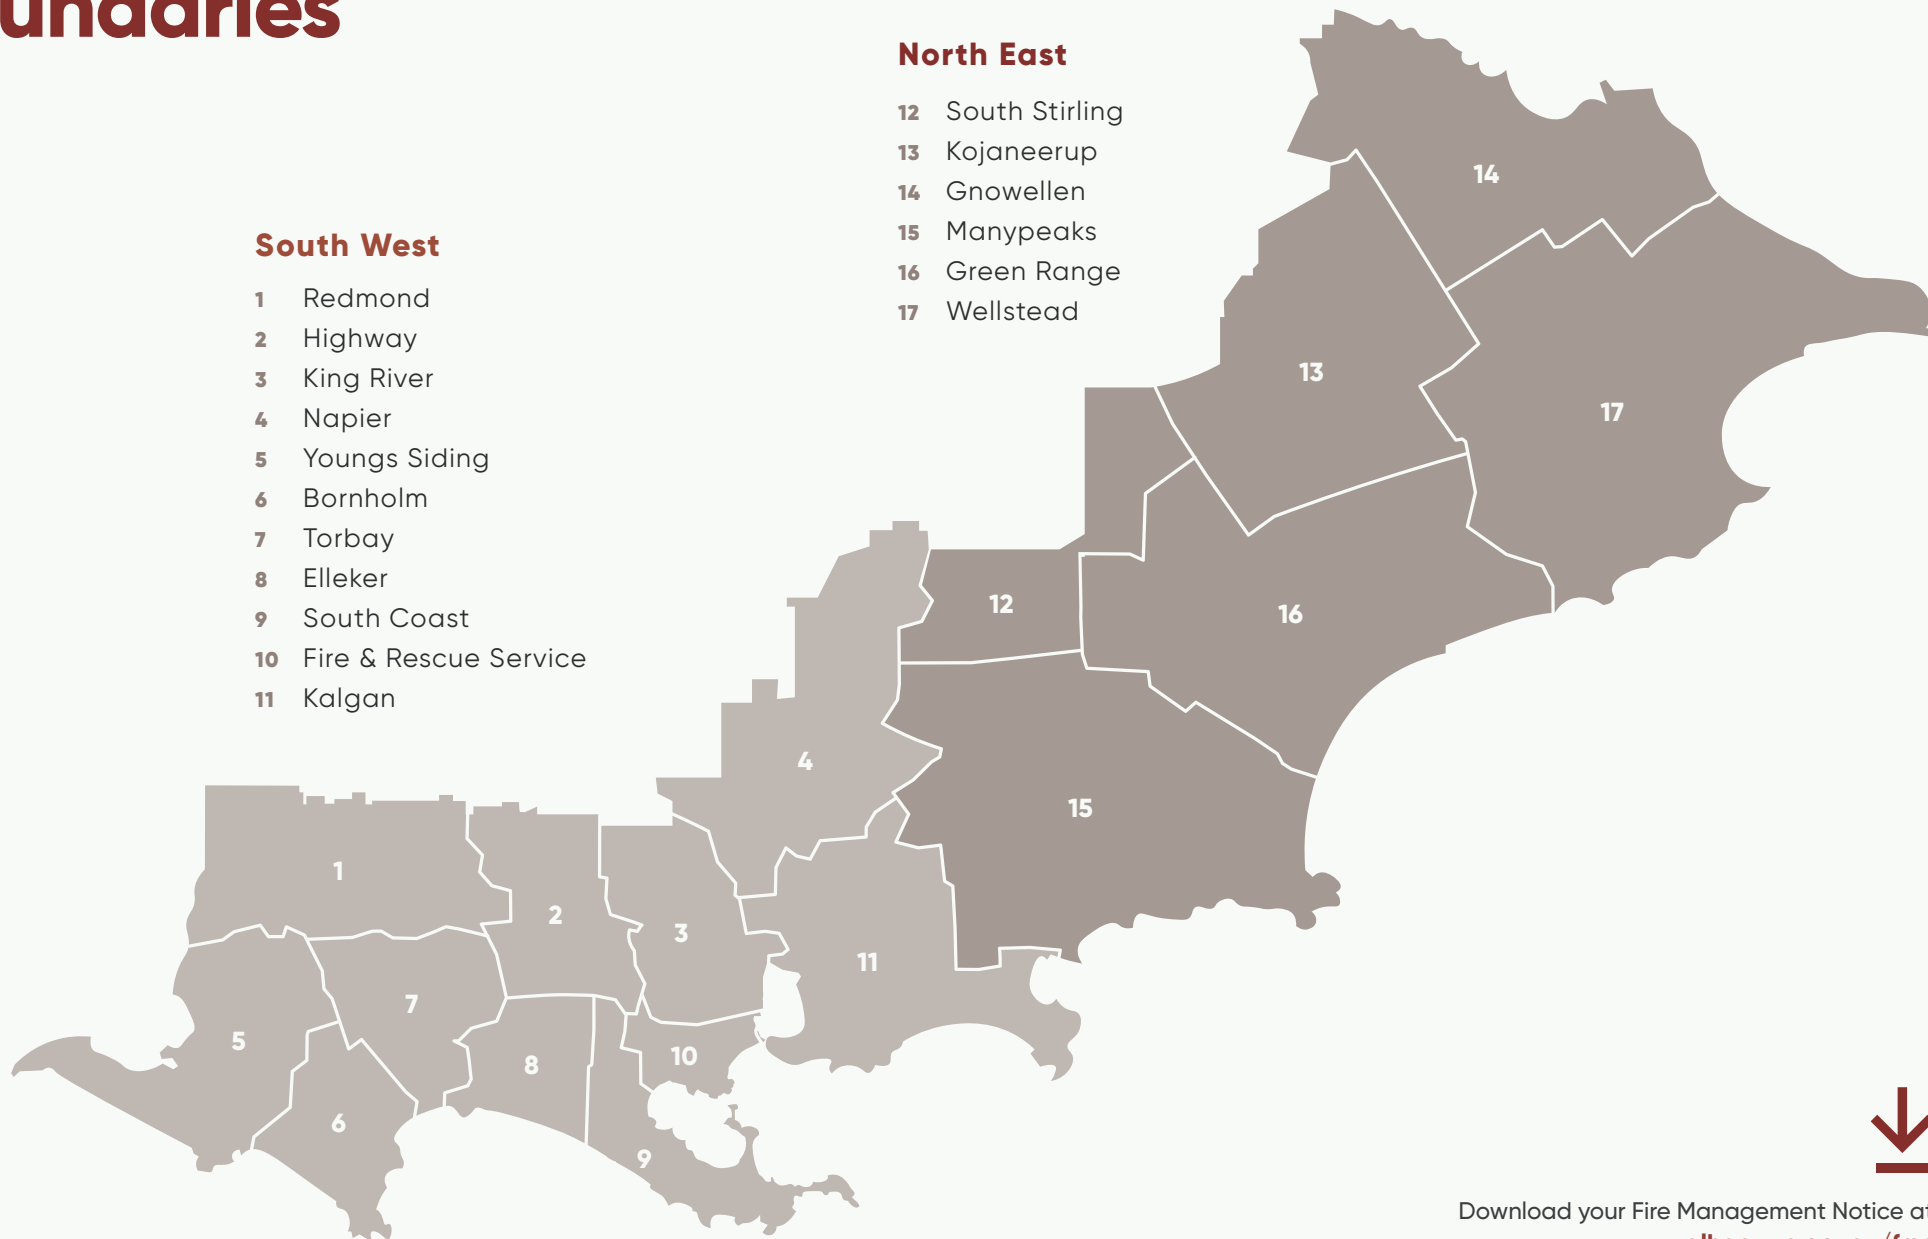 North East
12 South Stirling
13 Kojaneerup
14 Gnowellen
15 Manypeaks
16 Green Range
17 Wellstead
South West
1 Redmond
2 Highway
3 King River
4 Napier
5 Youngs Siding
6 Bornholm
7 Torbay
8 Elleker
9 South Coast
10 Fire & Rescue Service
11 Kalgan
14
13
17
12
16
4
15
1
2
3
11
7
5
10
8
6
9
Download your Fire Management Notice at